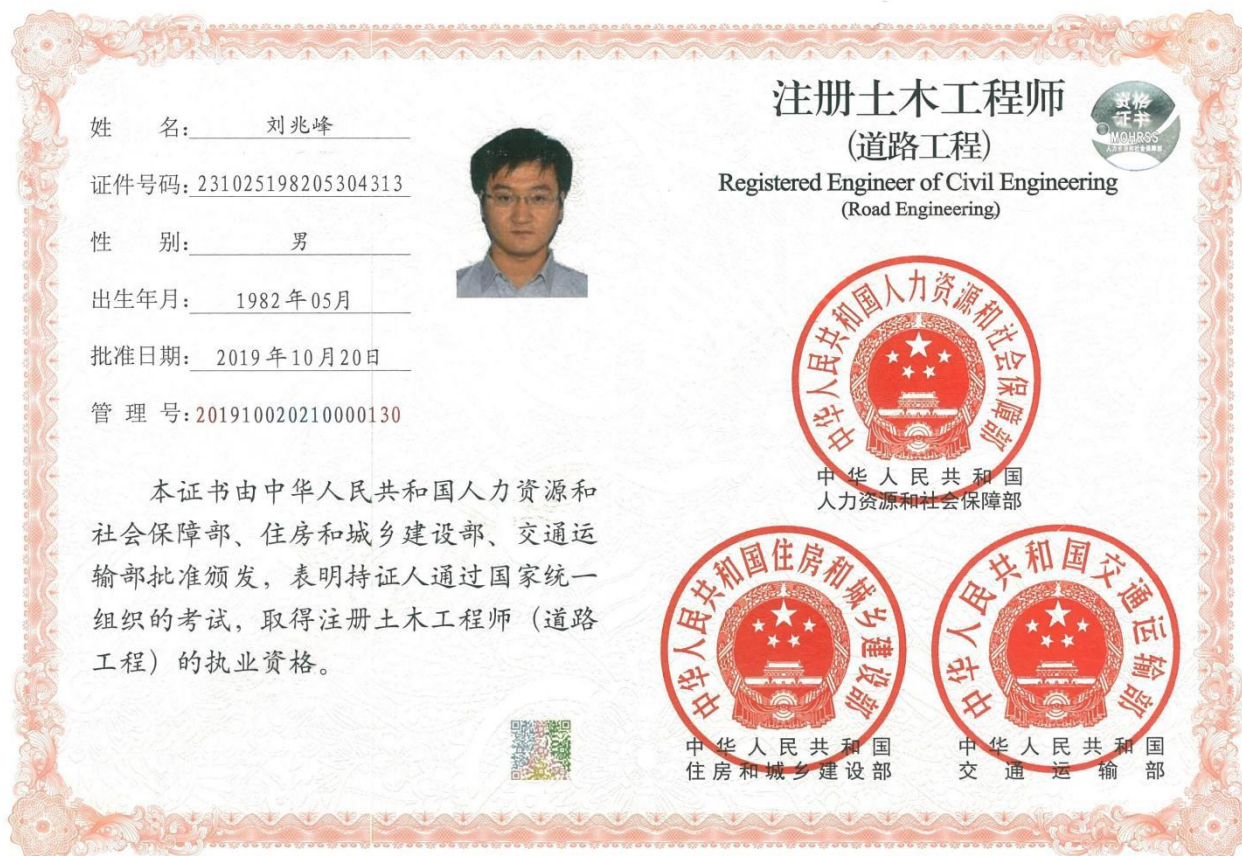 姓 名: 刘兆峰
证件号码: 231025198205304313
性 别: 男
出生年月: 1982年05月
批准日期: 2019年10月20日
管 理 号: 201910020210000130
本证书由中华人民共和国人力资源和
社会保障部、住房和城乡建设部、交通运
输部批准颁发，表明持证人通过国家统一
组织的考试，取得注册土木工程师（道路
工程）的执业资格。
注册土木工程师
(道路工程)
Registered Engineer of Civil Engineering
(Road Engineering)
资格
证书
MOHRSS
人力资源和社会保障部
中华人民共和国人力资源和社会保障部
中华人民共和国
人力资源和社会保障部
中华人民共和国住房和城乡建设部
中华人民共和国
住房和城乡建设部
中华人民共和国交通运输部
中华人民共和国
交通运输部